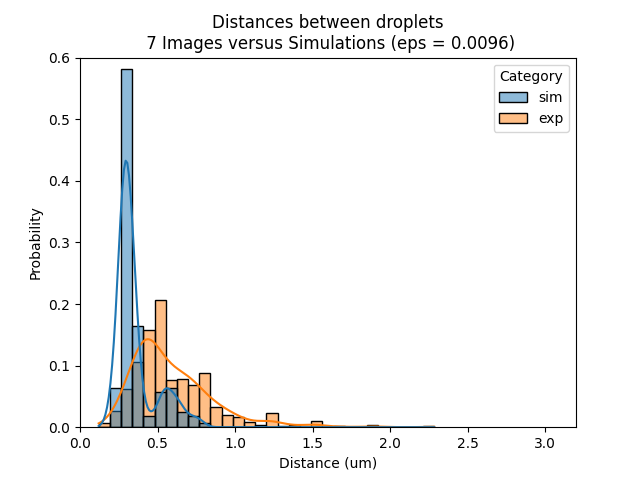 Distances between droplets
7 Images versus Simulations (eps = 0.0096)
Category
sim
exp
Probability
0.6
0.5
0.4
0.3
0.2
0.1
0.0
0.0 0.5 1.0 1.5 2.0 2.5 3.0
Distance (um)